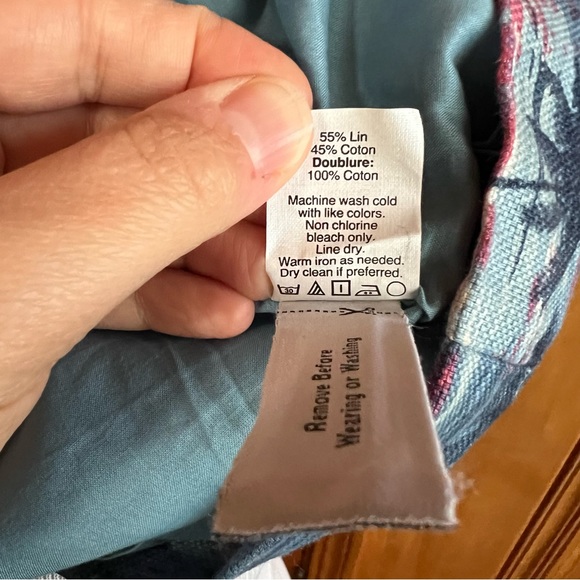 55% Lin
45% Coton
Doublure:
100% Coton
Machine wash cold
with like colors.
Non chlorine
bleach only.
Line dry.
Warm iron as needed.
Dry clean if preferred.
30
Remove Before
Wearing or Washing